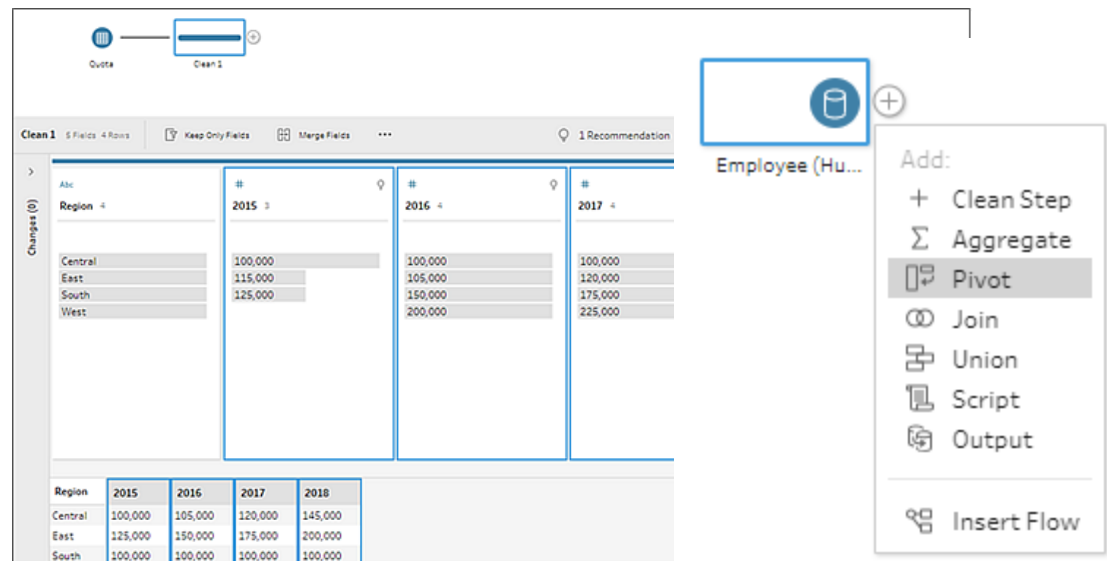 Quota
Clean 1
Clean 1 5 Fields 4 Rows Keep Only Fields Merge Fields ••• 1 Recommendation
Changes (0)
Abc
Region 4
Central
East
South
West
#
2015 3
100,000
115,000
125,000
#
2016 4
100,000
105,000
150,000
200,000
#
2017 4
100,000
120,000
175,000
225,000
Region 2015 2016 2017 2018
Central 100,000 105,000 120,000 145,000
East 125,000 150,000 175,000 200,000
South 100,000 100,000 100,000 100,000
Employee (Hu...
Add:
Clean Step
Aggregate
Pivot
Join
Union
Script
Output
Insert Flow